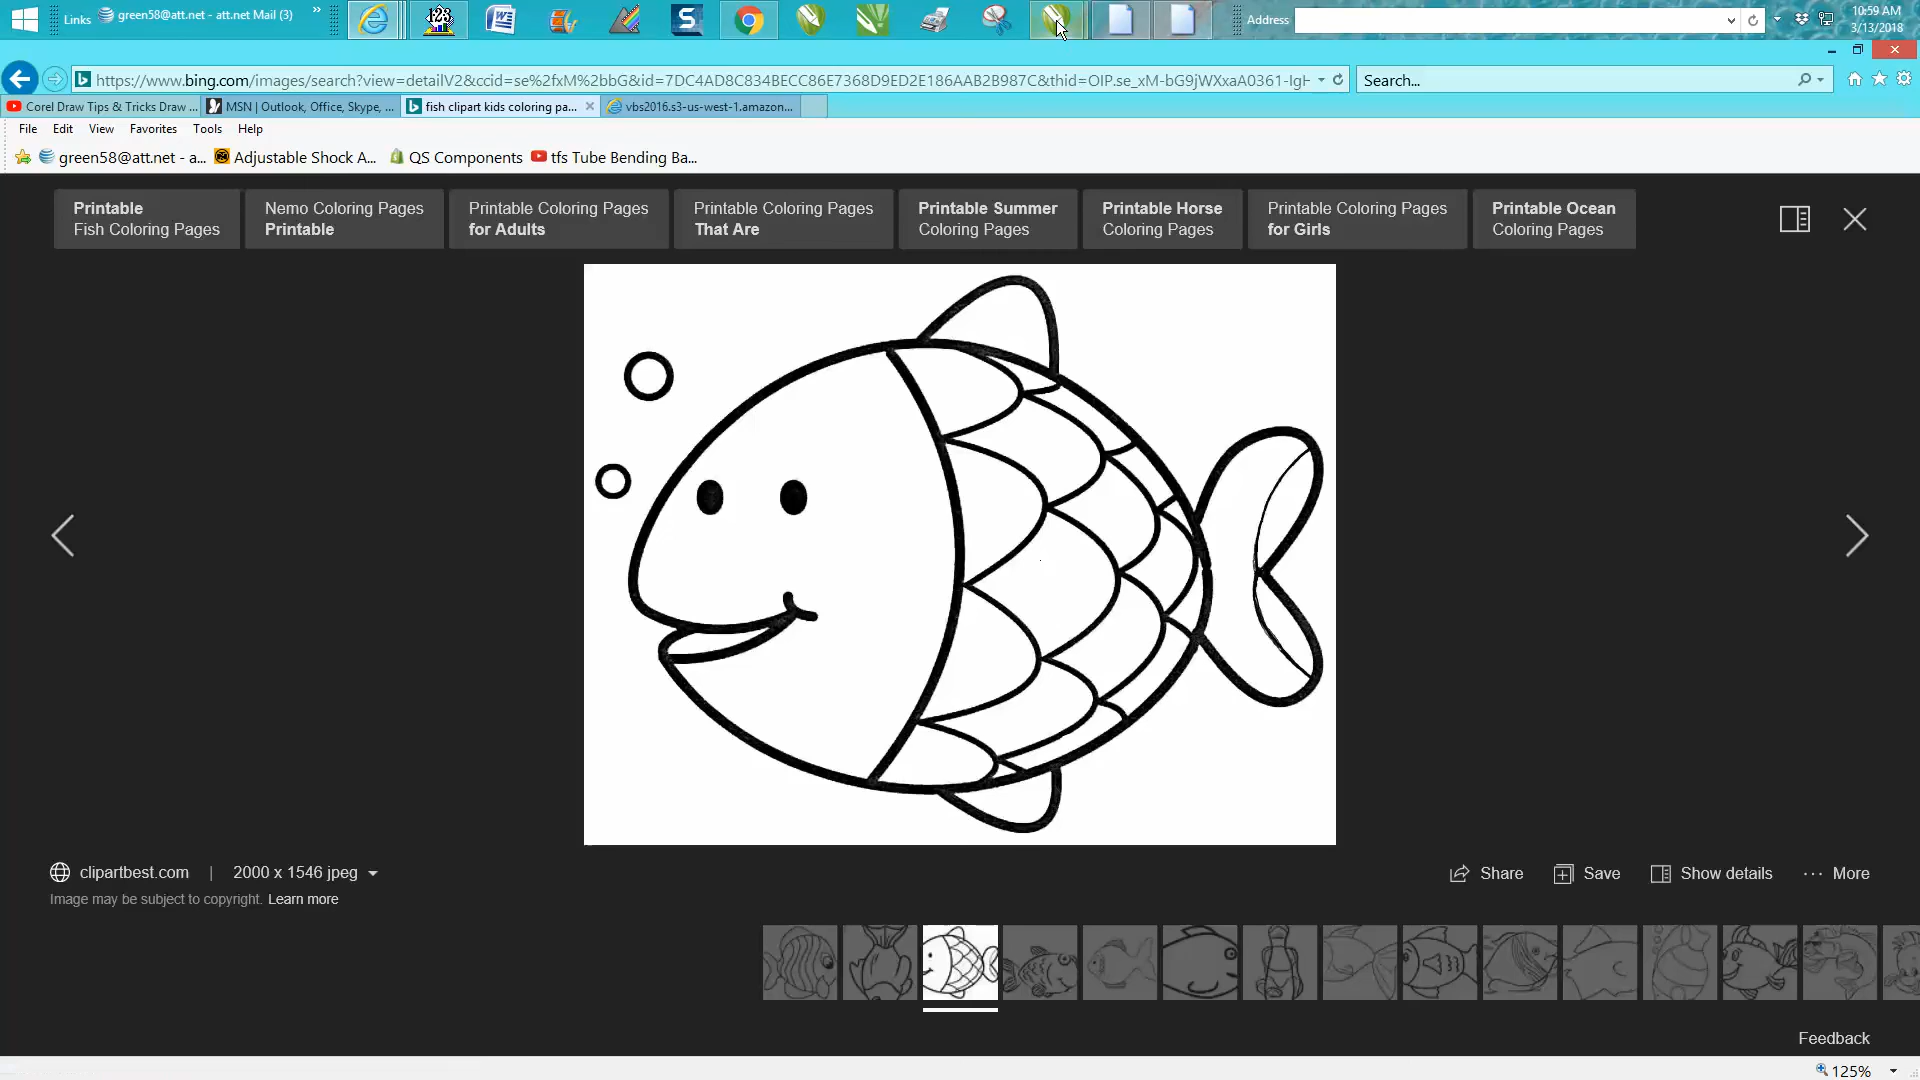 Links
green58@att.net - att.net Mail (3)
»
Address
10:59 AM
3/13/2018
https://www.bing.com/images/search?view=detailV2&ccid=se%2fxM%2bbG&id=7DC4AD8C834BECC86E7368D9ED2E186AAB2B987C&thid=OIP.se_xM-bG9jWXxaA0361-IgH
Search...
Corel Draw Tips & Tricks Draw ...
MSN | Outlook, Office, Skype, ...
fish clipart kids coloring pa...
vbs2016.s3-us-west-1.amazon...
File Edit View Favorites Tools Help
green58@att.net - a... Adjustable Shock A... QS Components tfs Tube Bending Ba...
Printable
Fish Coloring Pages
Nemo Coloring Pages
Printable
Printable Coloring Pages
for Adults
Printable Coloring Pages
That Are
Printable Summer
Coloring Pages
Printable Horse
Coloring Pages
Printable Coloring Pages
for Girls
Printable Ocean
Coloring Pages
clipartbest.com | 2000 x 1546 jpeg
Share Save Show details ... More
Image may be subject to copyright. Learn more
Feedback
125%